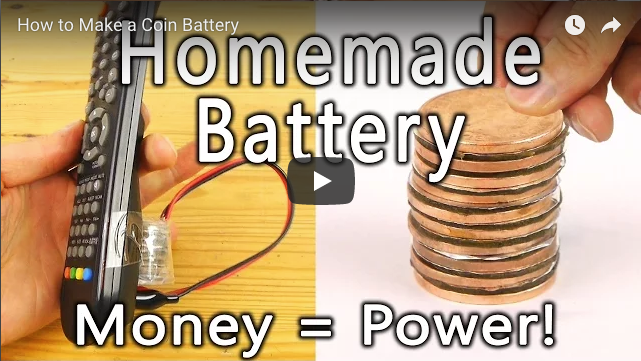 How to Make a Coin Battery
Homemade
Battery
Money = Power!